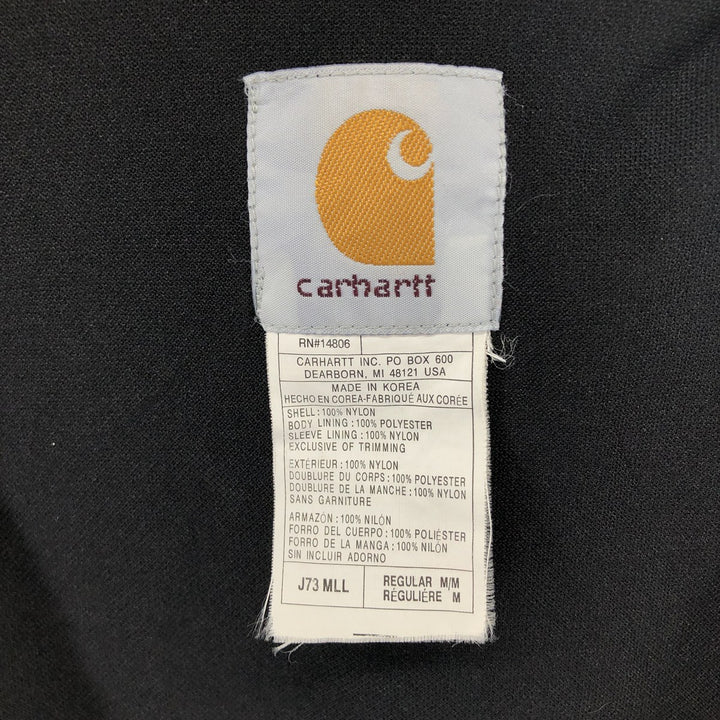 carhartt
RN#14806
CARHARTT INC. PO BOX 600
DEARBORN, MI 48121 USA
MADE IN KOREA
HECHO EN COREA-FABRIQUÉ AUX CORÉE
SHELL:100% NYLON
BODY LINING:100% POLYESTER
SLEEVE LINING:100% NYLON
EXCLUSIVE OF TRIMMING
EXTÉRIEUR:100% NYLON
DOUBLURE DU CORPS:100% POLYESTER
DOUBLURE DE LA MANCHE:100% NYLON
SANS GARNITURE
ARMAZÓN:100% NILÓN
FORRO DEL CUERPO:100% POLIÉSTER
FORRO DE LA MANGA:100% NILÓN
SIN INCLUIR ADORNO
J73 MLL
REGULAR M/M
RÉGULIÉRE M